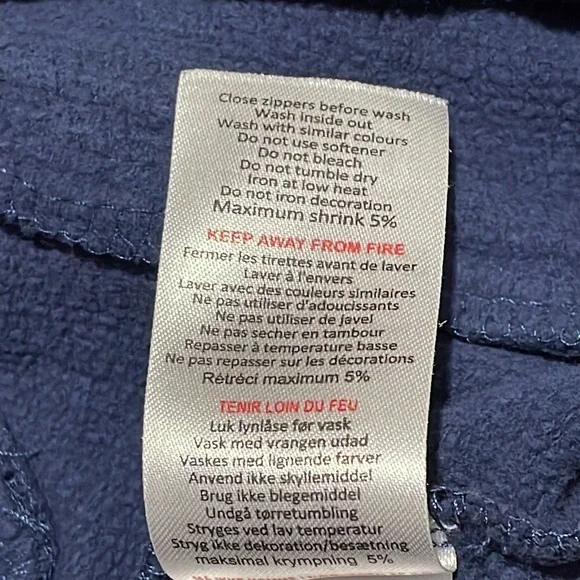 Close zippers before wash
Wash inside out
Wash with similar colours
Do not use softener
Do not bleach
Do not tumble dry
Iron at low heat
Do not iron decoration
Maximum shrink 5%
KEEP AWAY FROM FIRE
Fermer les tirettes avant de laver
Laver à l'envers
Laver avec des couleurs similaires
Ne pas utiliser d'adoucissants
Ne pas utiliser de javel
Ne pas secher en tambour
Repasser à temperature basse
Ne pas repasser sur les décorations
Rétréci maximum 5%
TENIR LOIN DU FEU
Luk lynlåse før vask
Vask med vrangen udad
Vaskes med lignende farver
Anvend ikke skyllemiddel
Brug ikke blegemiddel
Undgå tørretumbling
Stryges ved lav temperatur
Stryg ikke dekoration/besætning
maksimal krympning 5%